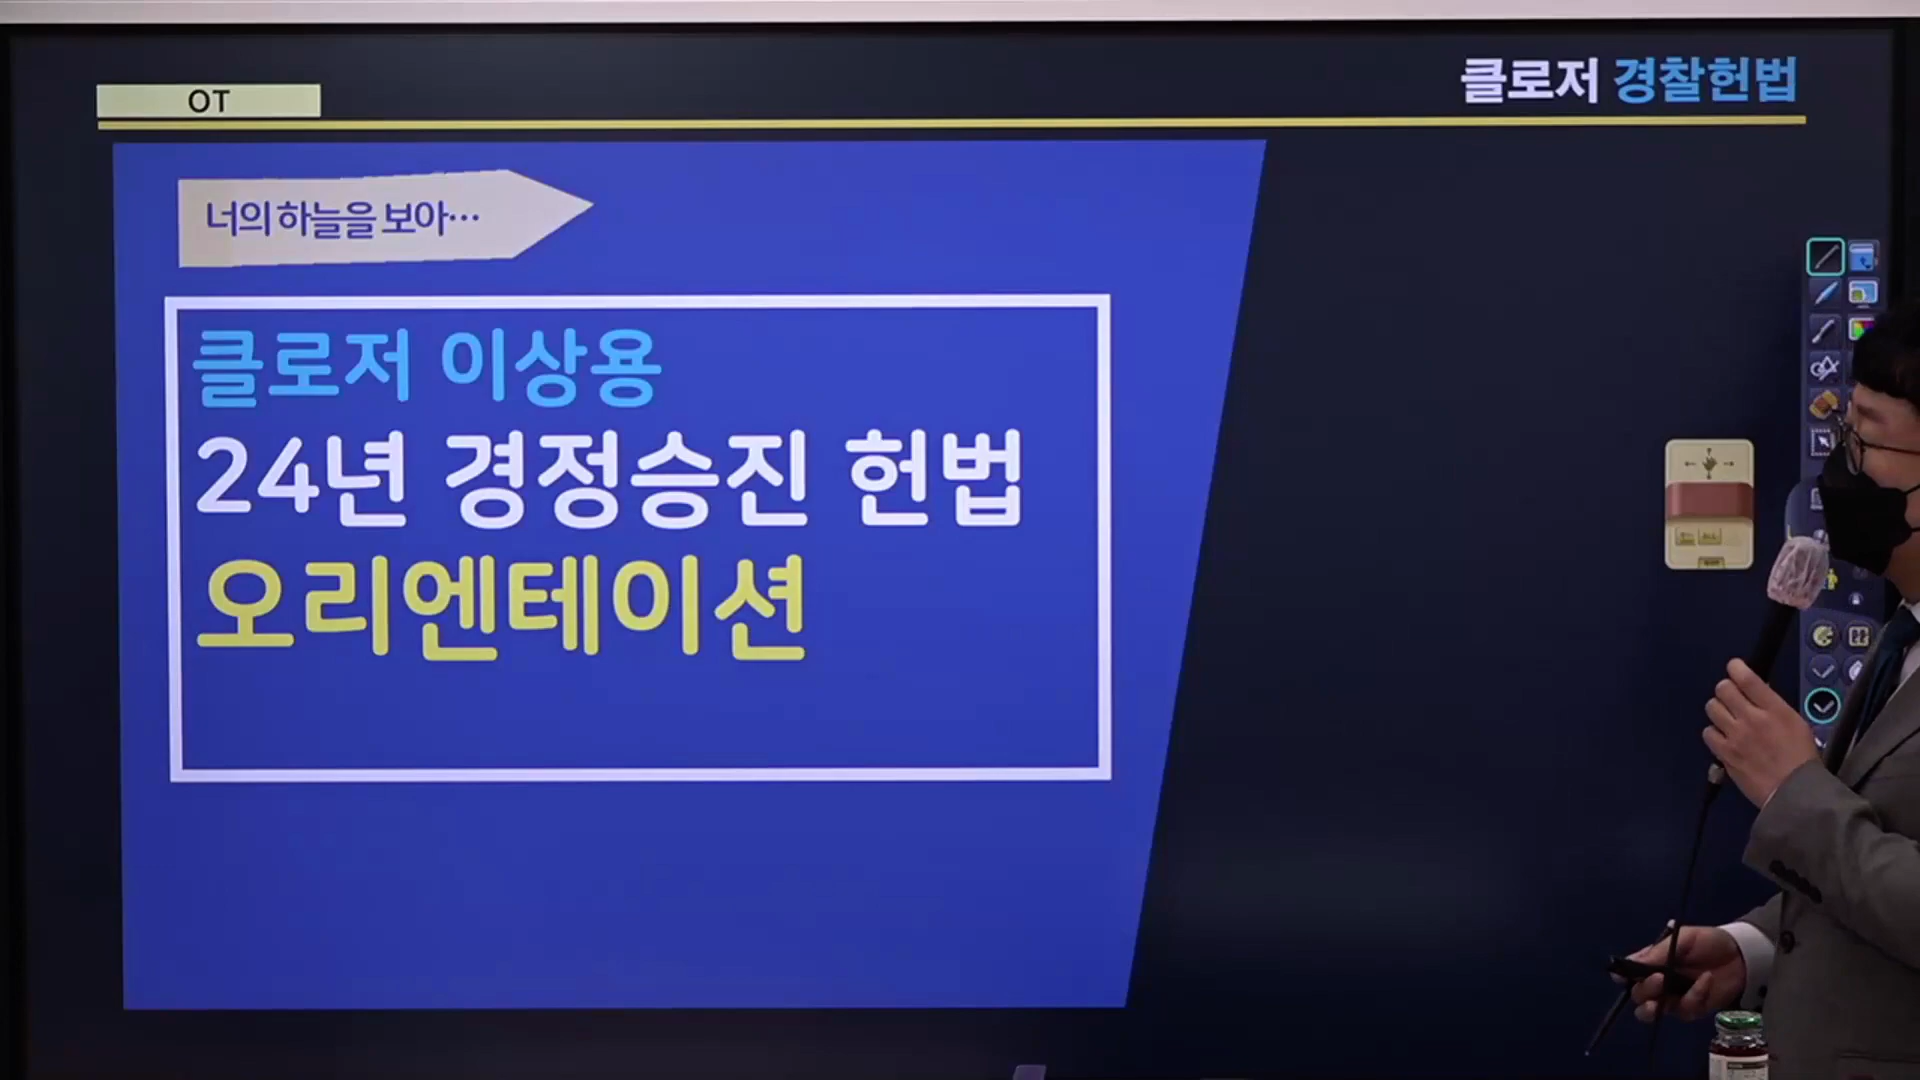 OT
클로저 경찰헌법
너의 하늘을 보아…
클로저 이상용
24년 경정승진 헌법
오리엔테이션